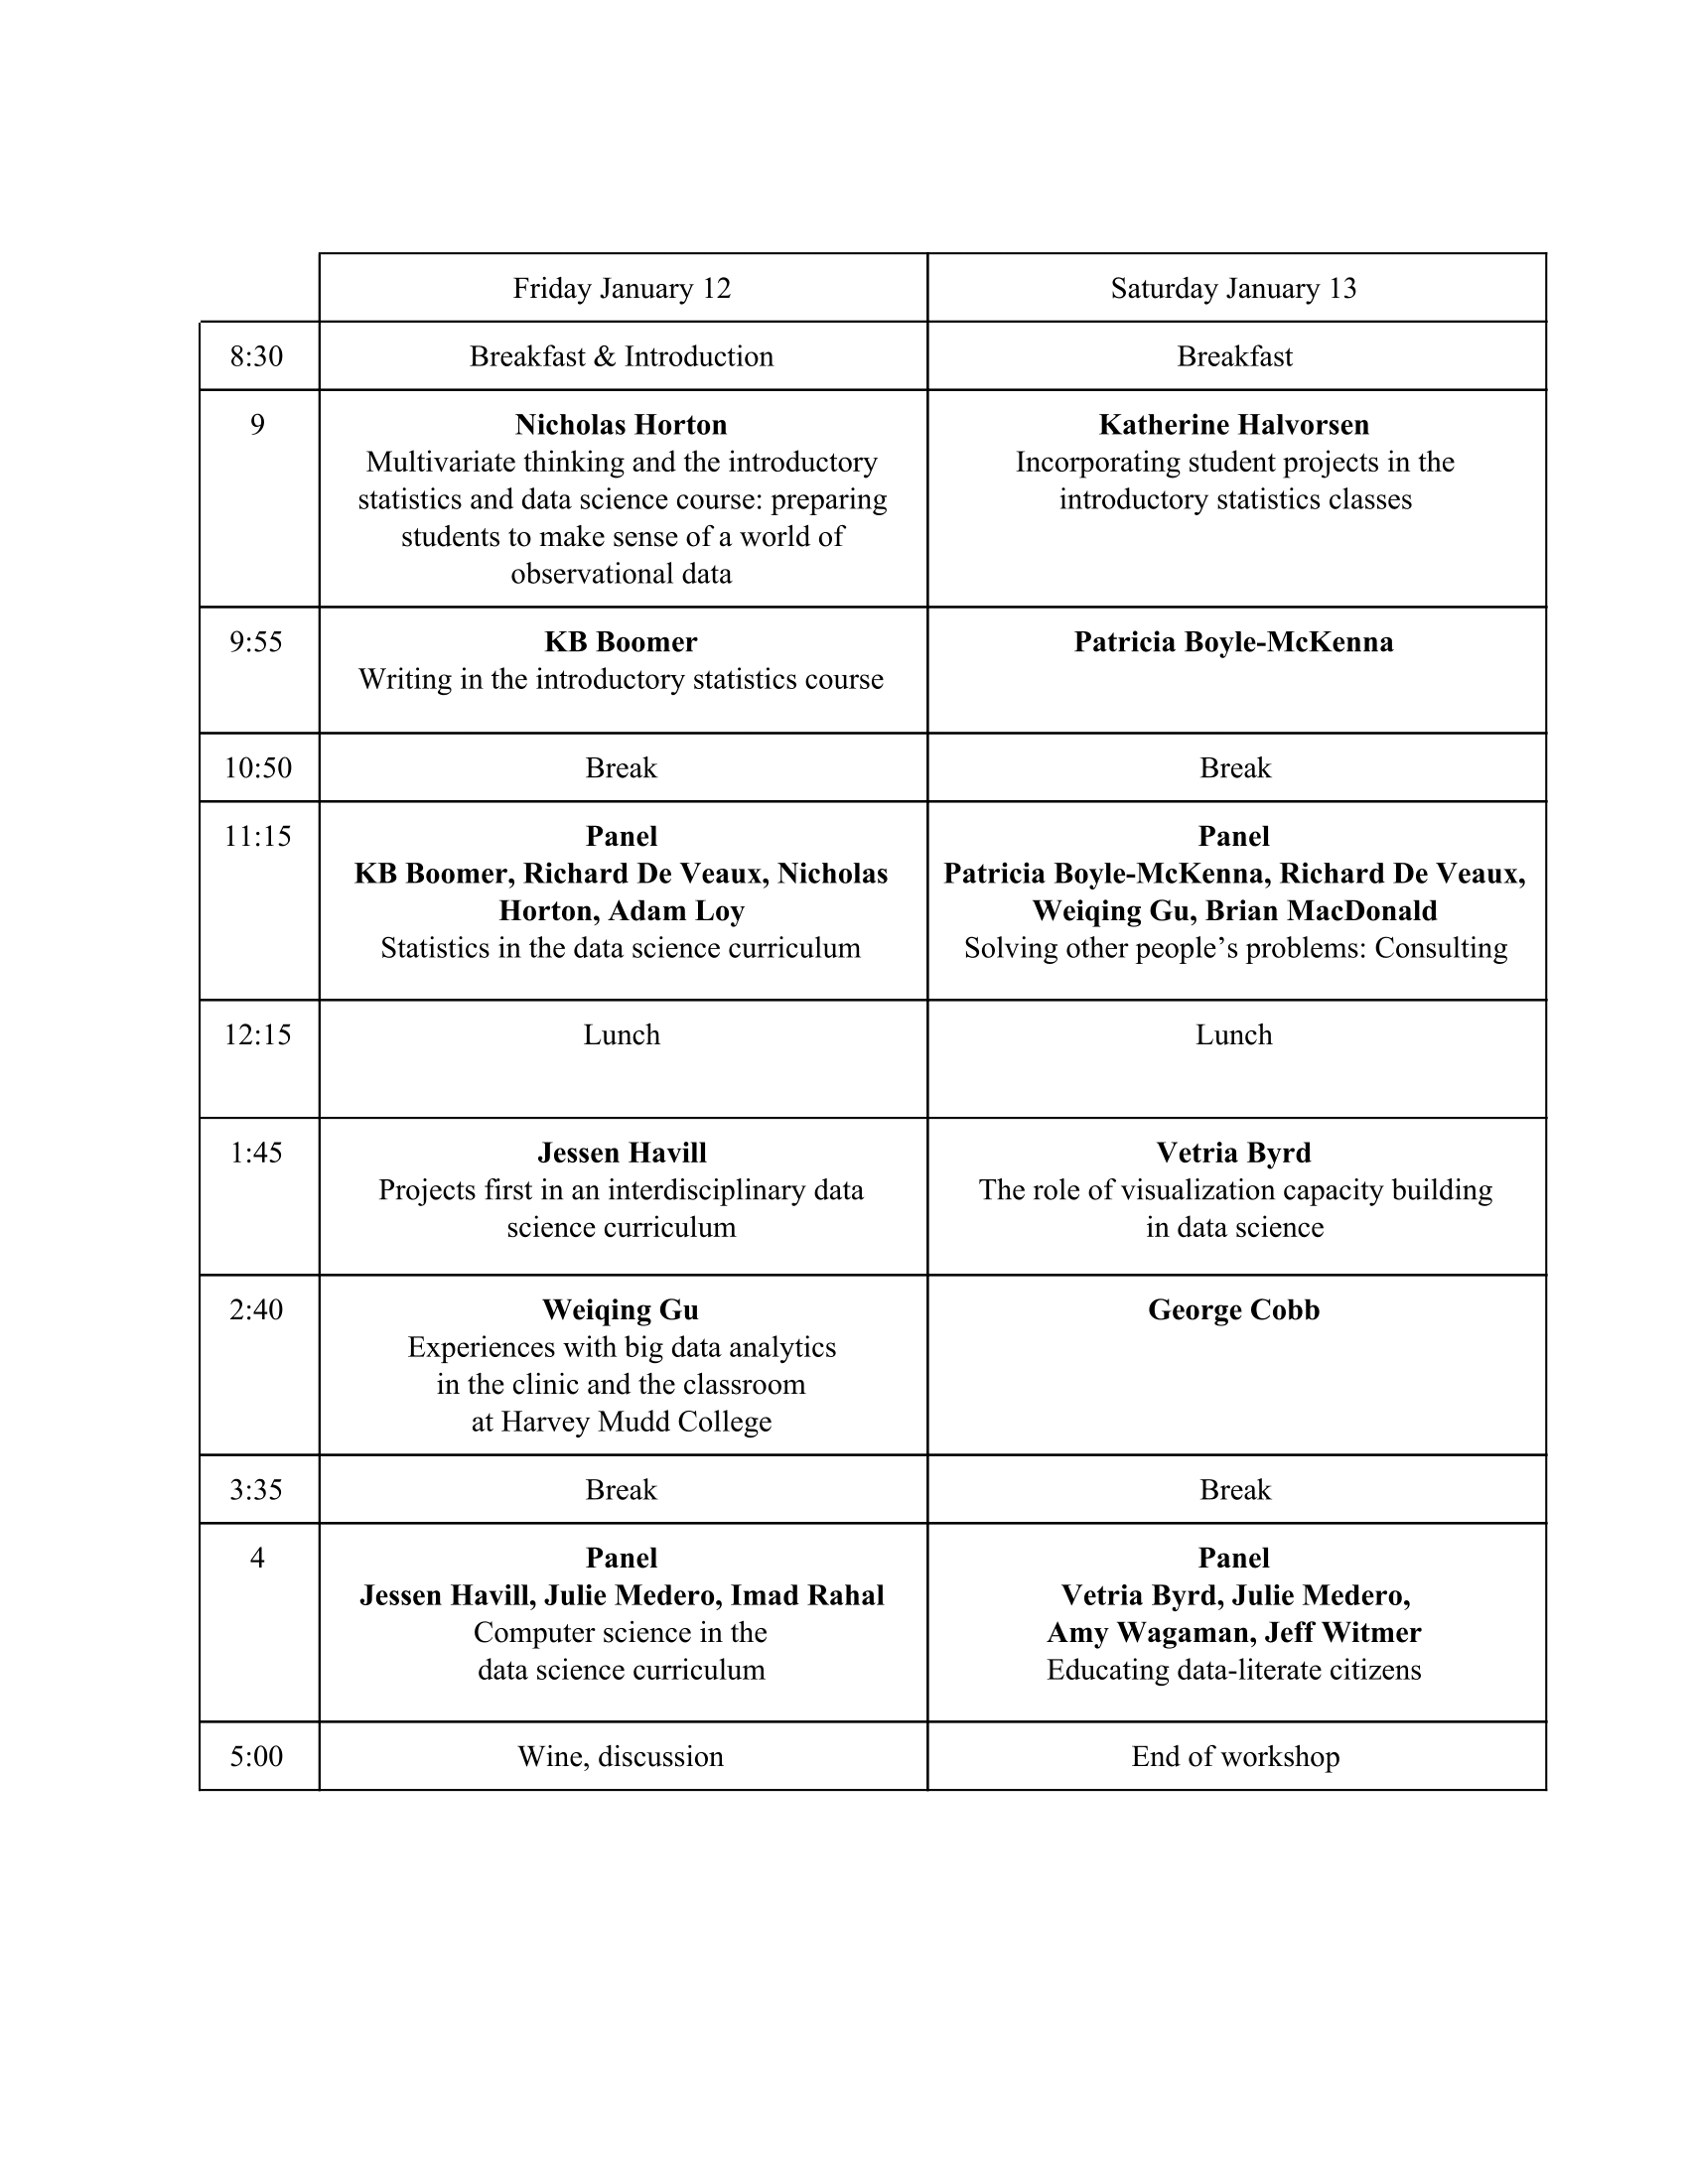 Friday January 12
Saturday January 13
8:30
Breakfast & Introduction
Breakfast
9
Nicholas Horton
Multivariate thinking and the introductory
statistics and data science course: preparing
students to make sense of a world of
observational data
Katherine Halvorsen
Incorporating student projects in the
introductory statistics classes
9:55
KB Boomer
Writing in the introductory statistics course
Patricia Boyle-McKenna
10:50
Break
Break
11:15
Panel
KB Boomer, Richard De Veaux, Nicholas
Horton, Adam Loy
Statistics in the data science curriculum
Panel
Patricia Boyle-McKenna, Richard De Veaux,
Weiqing Gu, Brian MacDonald
Solving other people’s problems: Consulting
12:15
Lunch
Lunch
1:45
Jessen Havill
Projects first in an interdisciplinary data
science curriculum
Vetria Byrd
The role of visualization capacity building
in data science
2:40
Weiqing Gu
Experiences with big data analytics
in the clinic and the classroom
at Harvey Mudd College
George Cobb
3:35
Break
Break
4
Panel
Jessen Havill, Julie Medero, Imad Rahal
Computer science in the
data science curriculum
Panel
Vetria Byrd, Julie Medero,
Amy Wagaman, Jeff Witmer
Educating data-literate citizens
5:00
Wine, discussion
End of workshop